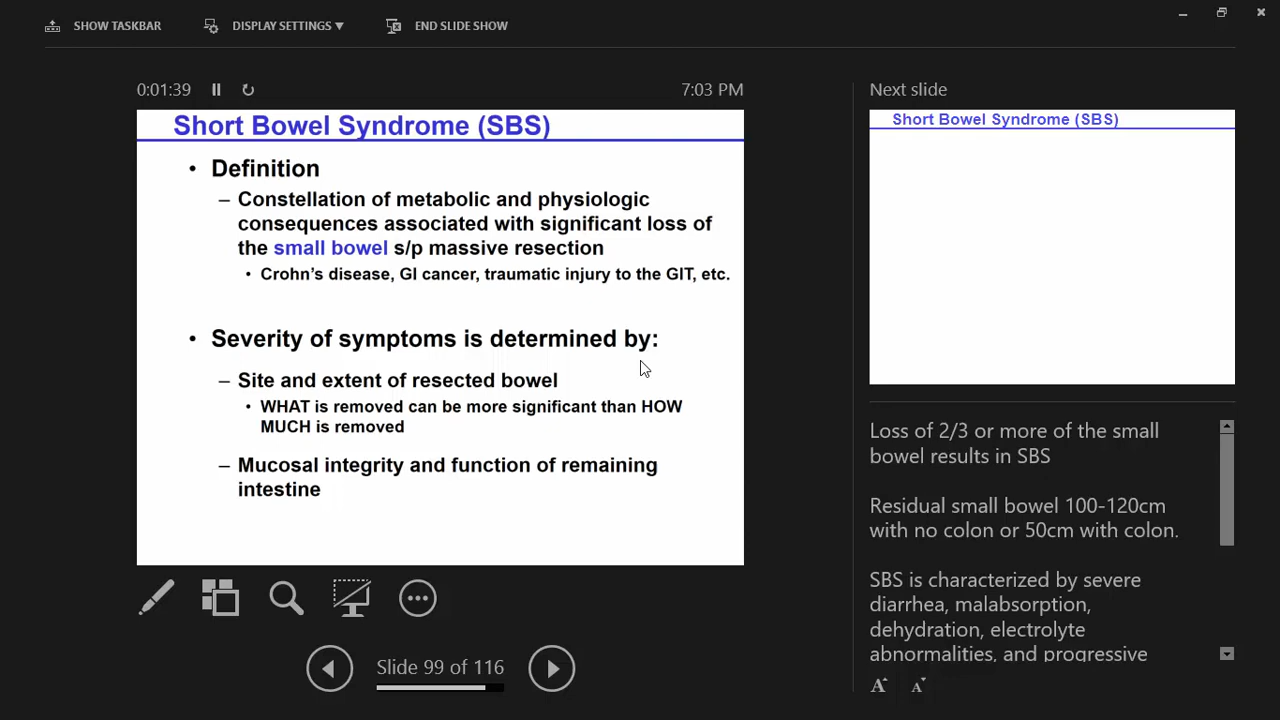 SHOW TASKBAR
DISPLAY SETTINGS ▼
END SLIDE SHOW
0:01:39
7:03 PM
Short Bowel Syndrome (SBS)
• Definition
– Constellation of metabolic and physiologic
consequences associated with significant loss of
the small bowel s/p massive resection
• Crohn’s disease, GI cancer, traumatic injury to the GIT, etc.
• Severity of symptoms is determined by:
– Site and extent of resected bowel
• WHAT is removed can be more significant than HOW
MUCH is removed
– Mucosal integrity and function of remaining
intestine
Slide 99 of 116
Next slide
Short Bowel Syndrome (SBS)
Loss of 2/3 or more of the small
bowel results in SBS
Residual small bowel 100-120cm
with no colon or 50cm with colon.
SBS is characterized by severe
diarrhea, malabsorption,
dehydration, electrolyte
abnormalities, and progressive
A A